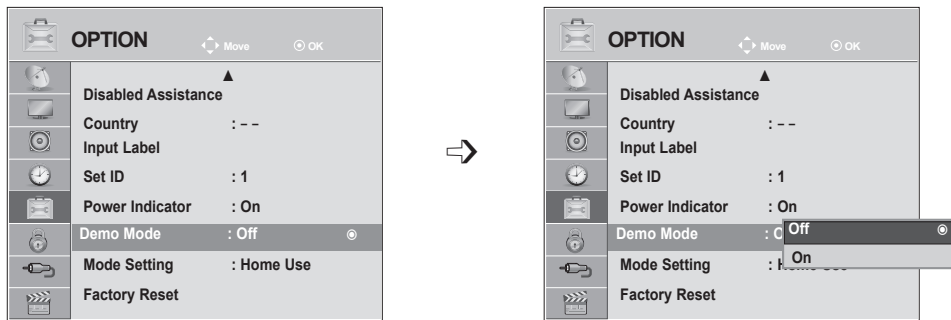 OPTION Move OK
▲
Disabled Assistance
Country : – –
Input Label
Set ID : 1
Power Indicator : On
Demo Mode : Off
Mode Setting : Home Use
Factory Reset
OPTION Move OK
▲
Disabled Assistance
Country : – –
Input Label
Set ID : 1
Power Indicator : On
Demo Mode : Off
On
Mode Setting :
Factory Reset